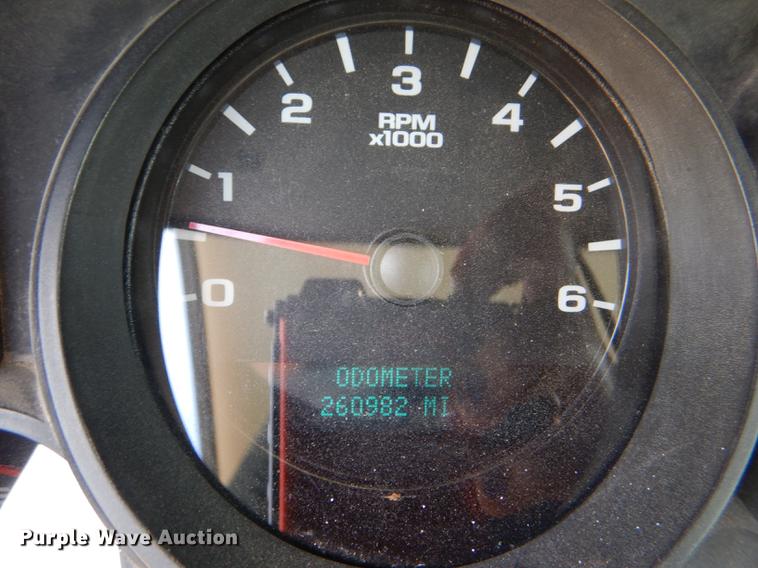 3
2
4
RPM
x1000
1
5
0
6
ODOMETER
260982 MI
Purple Wave Auction